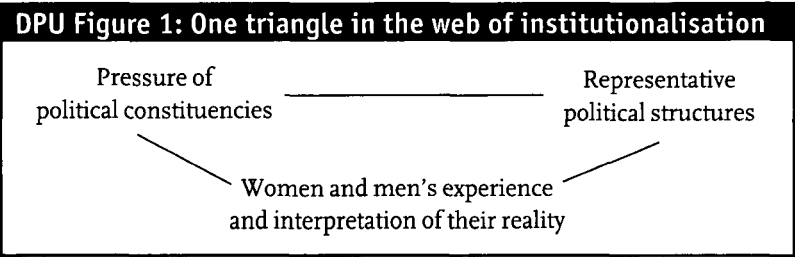 DPU Figure 1: One triangle in the web of institutionalisation
Pressure of
political constituencies
Representative
political structures
Women and men's experience
and interpretation of their reality